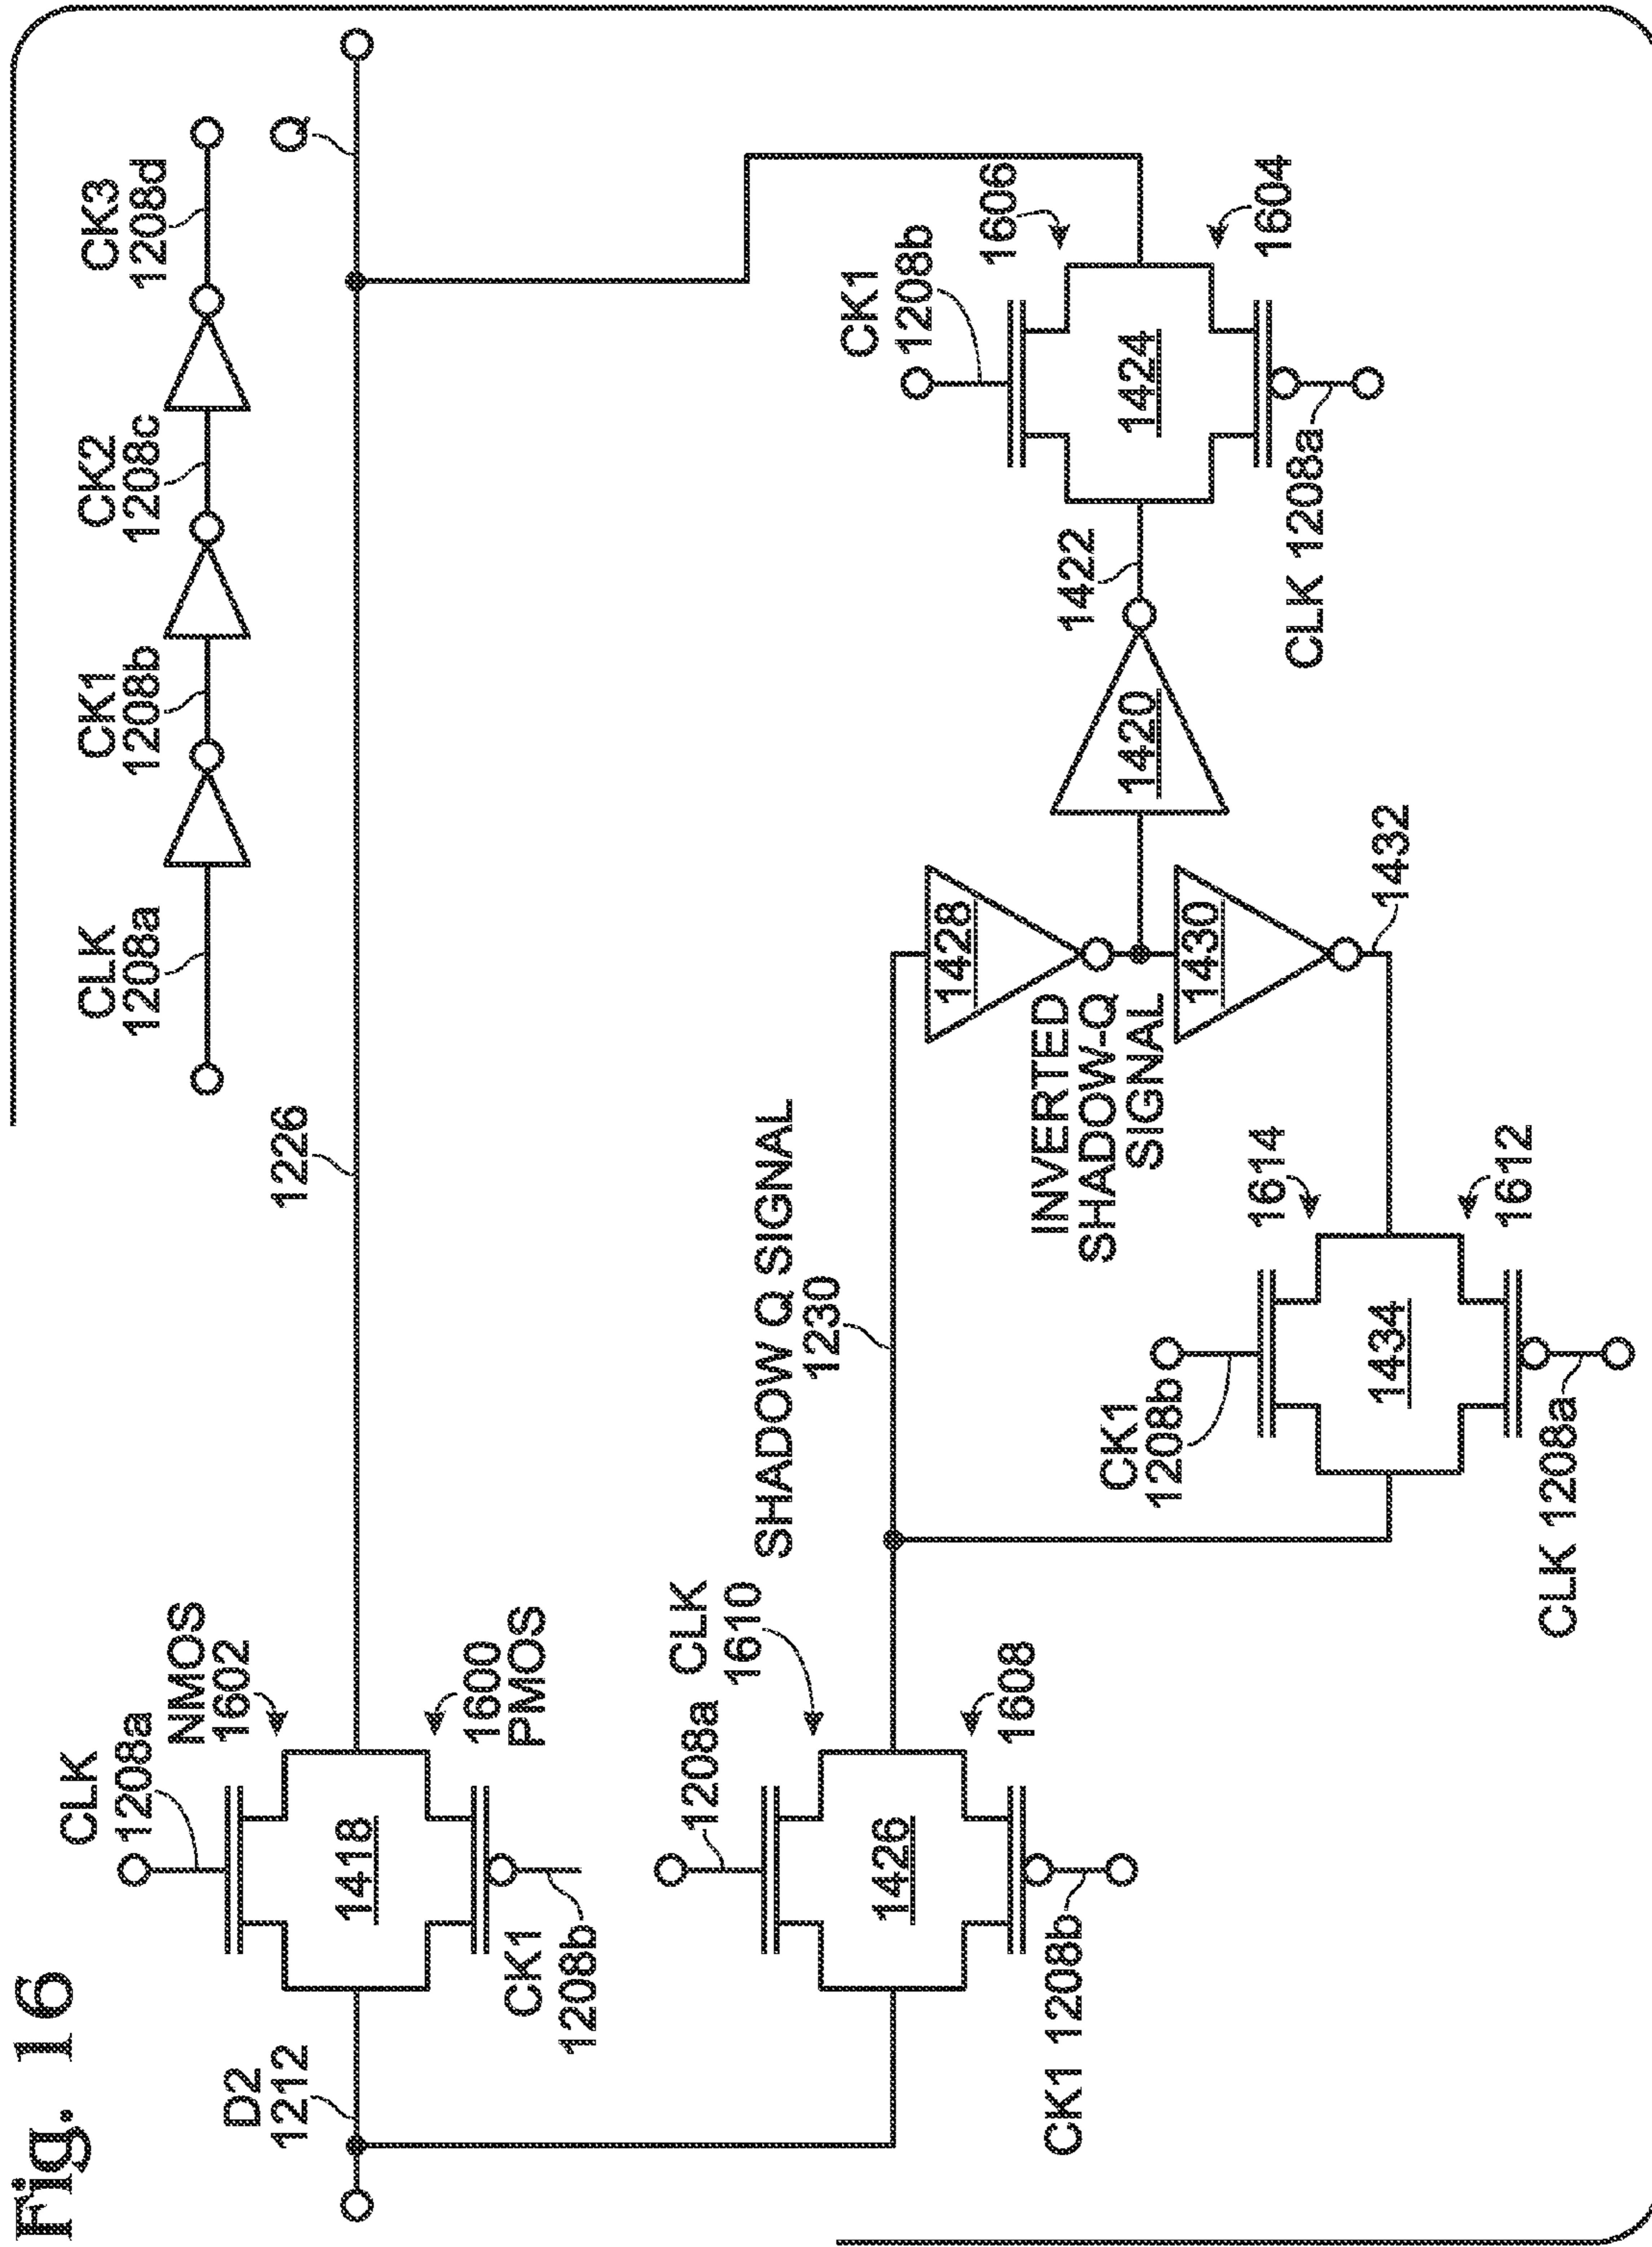 Fig. 16
CLK
1208a
CK1
1208b
CK2
1208c
CK3
1208d
D2
1212
CLK
1208a
NMOS
1602
1418
1600
PMOS
CK1
1208b
1226
Q
1208a
CLK
1610
1426
1608
CK1 1208b
SHADOW Q SIGNAL
1230
1428
INVERTED
SHADOW-Q
SIGNAL
1430
1432
CK1
1208b
1614
1434
1612
CLK 1208a
1420
1422
CK1
1208b
1606
1424
1604
CLK 1208a